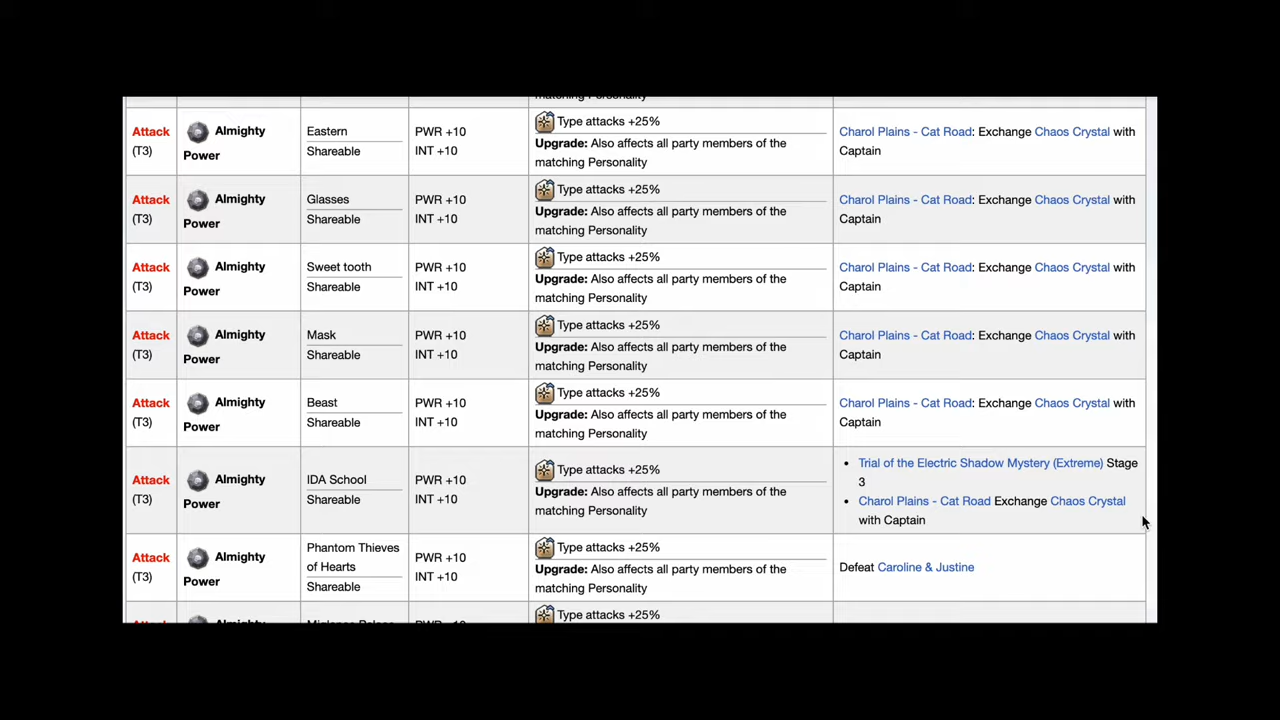 matching Personality
Attack
(T3)
Almighty
Power
Eastern
Shareable
PWR +10
INT +10
Type attacks +25%
Upgrade: Also affects all party members of the
matching Personality
Charol Plains - Cat Road: Exchange Chaos Crystal with
Captain
Attack
(T3)
Almighty
Power
Glasses
Shareable
PWR +10
INT +10
Type attacks +25%
Upgrade: Also affects all party members of the
matching Personality
Charol Plains - Cat Road: Exchange Chaos Crystal with
Captain
Attack
(T3)
Almighty
Power
Sweet tooth
Shareable
PWR +10
INT +10
Type attacks +25%
Upgrade: Also affects all party members of the
matching Personality
Charol Plains - Cat Road: Exchange Chaos Crystal with
Captain
Attack
(T3)
Almighty
Power
Mask
Shareable
PWR +10
INT +10
Type attacks +25%
Upgrade: Also affects all party members of the
matching Personality
Charol Plains - Cat Road: Exchange Chaos Crystal with
Captain
Attack
(T3)
Almighty
Power
Beast
Shareable
PWR +10
INT +10
Type attacks +25%
Upgrade: Also affects all party members of the
matching Personality
Charol Plains - Cat Road: Exchange Chaos Crystal with
Captain
Attack
(T3)
Almighty
Power
IDA School
Shareable
PWR +10
INT +10
Type attacks +25%
Upgrade: Also affects all party members of the
matching Personality
• Trial of the Electric Shadow Mystery (Extreme) Stage
3
• Charol Plains - Cat Road Exchange Chaos Crystal
with Captain
Attack
(T3)
Almighty
Power
Phantom Thieves
of Hearts
Shareable
PWR +10
INT +10
Type attacks +25%
Upgrade: Also affects all party members of the
matching Personality
Defeat Caroline & Justine
Attack
Almighty
PWR +10
Type attacks +25%